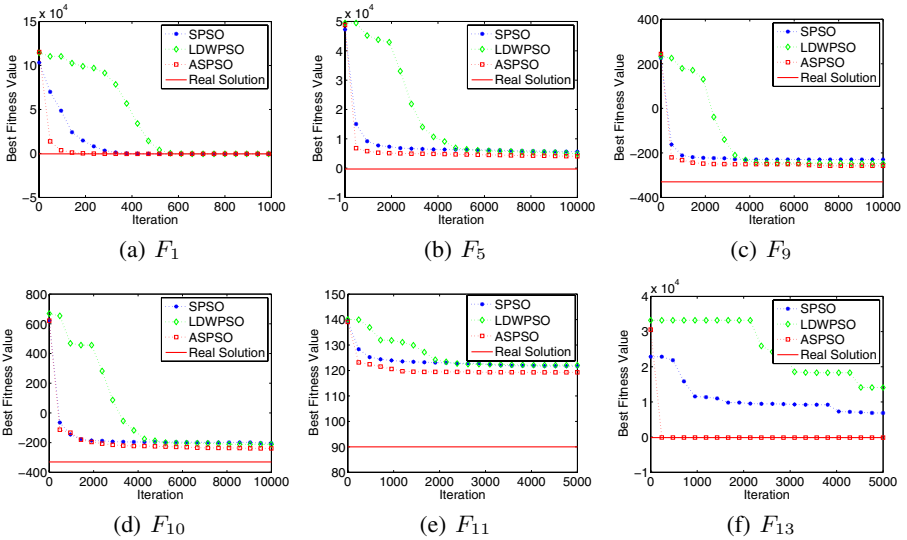 x 10⁴
15
10
5
0
−5
0 200 400 600 800 1000
Best Fitness Value
Iteration
SPSO
LDWPSO
ASPSO
Real Solution
(a) F₁
x 10⁴
5
4
3
2
1
0
−1
0 2000 4000 6000 8000 10000
Best Fitness Value
Iteration
SPSO
LDWPSO
ASPSO
Real Solution
(b) F₅
400
200
0
−200
−400
0 2000 4000 6000 8000 10000
Best Fitness Value
Iteration
SPSO
LDWPSO
ASPSO
Real Solution
(c) F₉
800
600
400
200
0
−200
−400
0 2000 4000 6000 8000 10000
Best Fitness Value
Iteration
SPSO
LDWPSO
ASPSO
Real Solution
(d) F₁₀
150
140
130
120
110
100
90
80
0 1000 2000 3000 4000 5000
Best Fitness Value
Iteration
SPSO
LDWPSO
ASPSO
Real Solution
(e) F₁₁
x 10⁴
4
3
2
1
0
−1
0 1000 2000 3000 4000 5000
Best Fitness Value
Iteration
SPSO
LDWPSO
ASPSO
Real Solution
(f) F₁₃